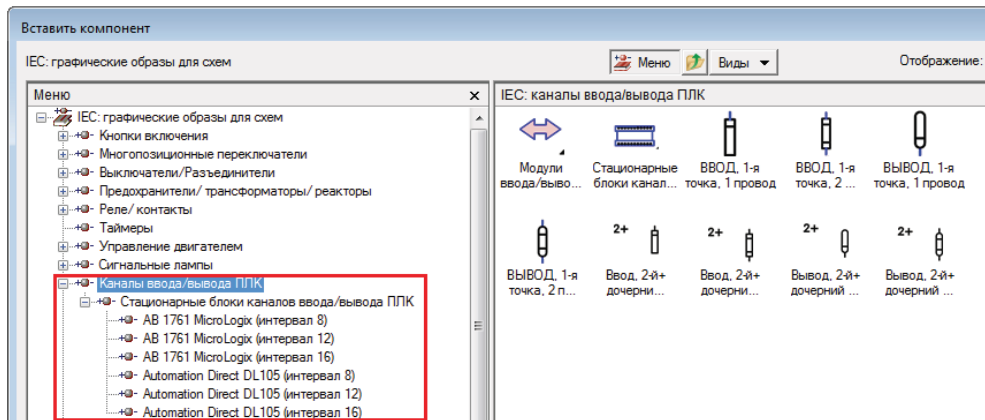 Вставить компонент
IEC: графические образы для схем
Меню
Виды
Отображение:
Меню
IEC: графические образы для схем
Кнопки включения
Многопозиционные переключатели
Выключатели/Разъединители
Предохранители/ трансформаторы/ реакторы
Реле/ контакты
Таймеры
Управление двигателем
Сигнальные лампы
Каналы ввода/вывода ПЛК
Стационарные блоки каналов ввода/вывода ПЛК
AB 1761 MicroLogix (интервал 8)
AB 1761 MicroLogix (интервал 12)
AB 1761 MicroLogix (интервал 16)
Automation Direct DL105 (интервал 8)
Automation Direct DL105 (интервал 12)
Automation Direct DL105 (интервал 16)
IEC: каналы ввода/вывода ПЛК
Модули
ввода/выво...
Стационарные
блоки канал...
ВВОД, 1-я
точка, 1 провод
ВВОД, 1-я
точка, 2 ...
ВЫВОД, 1-я
точка, 1 провод
ВЫВОД, 1-я
точка, 2 п...
2+
Ввод, 2-й+
дочерни...
2+
Ввод, 2-й+
дочерни...
2+
Вывод, 2-й+
дочерний ...
2+
Вывод, 2-й+
дочерний ...